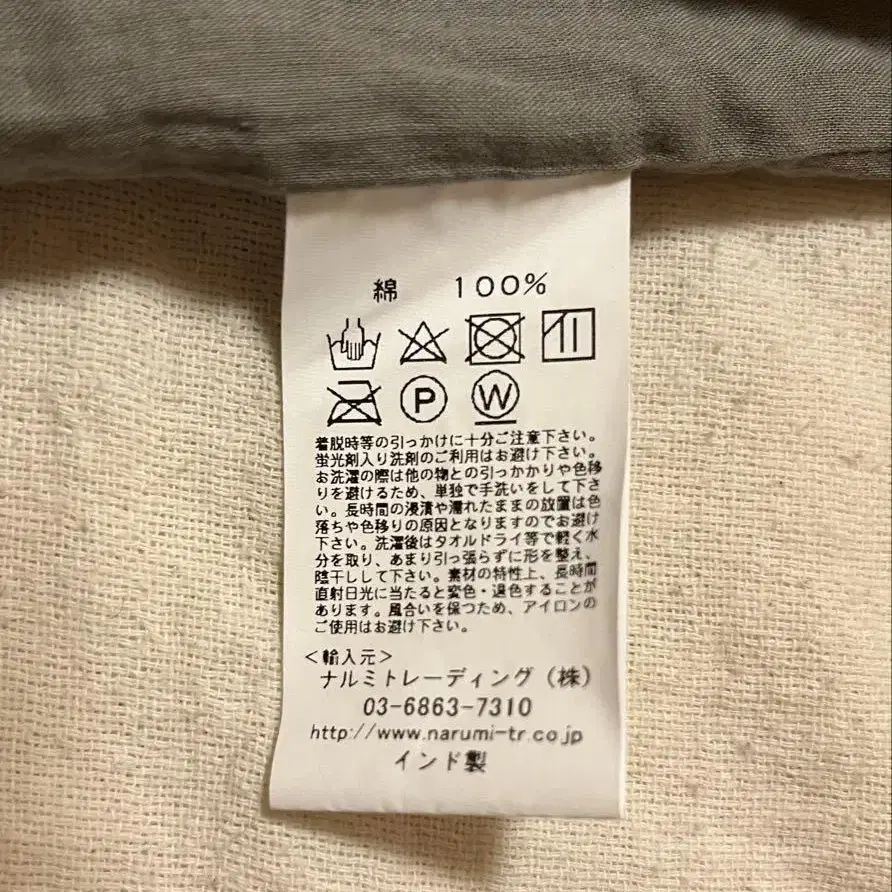 綿 100%
P W
着脱時等の引っかけに十分ご注意下さい。
蛍光剤入り洗剤のご利用はお避け下さい。
お洗濯の際は他の物との引っかかりや色移
りを避けるため、単独で手洗いをして下さ
い。長時間の浸漬や濡れたままの放置は色
落ちや色移りの原因となりますのでお避け
下さい。洗濯後はタオルドライ等で軽く水
分を取り、あまり引っ張らずに形を整え、
陰干しして下さい。素材の特性上、長時間
直射日光に当たると変色・退色することが
あります。風合いを保つため、アイロンの
ご使用はお避け下さい。
<輸入元>
ナルミトレーディング(株)
03-6863-7310
http://www.narumi-tr.co.jp
インド製